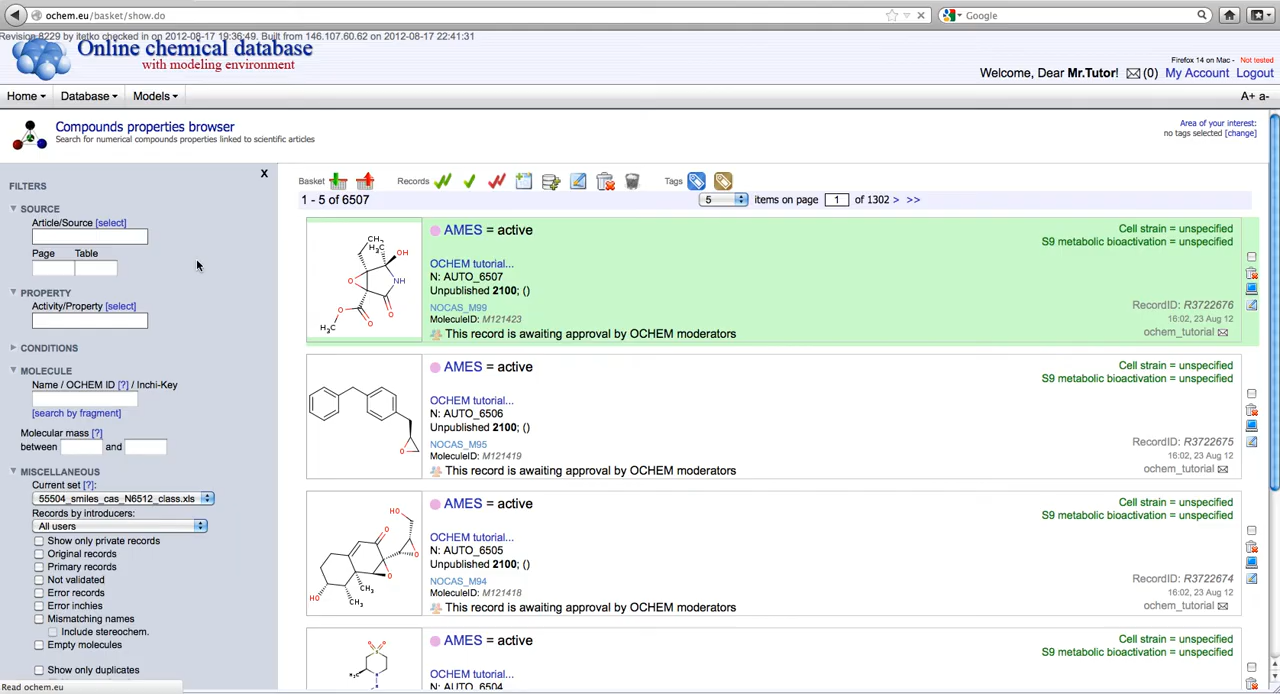 ochem.eu/basket/show.do
Google
Revision 8229 by itetko checked in on 2012-08-17 19:36:49. Built from 146.107.60.62 on 2012-08-17 22:41:31
Online chemical database
with modeling environment
Firefox 14 on Mac - Not tested
Welcome, Dear Mr.Tutor! (0) My Account Logout
Home Database Models A+ a-
Compounds properties browser
Search for numerical compounds properties linked to scientific articles
Area of your interest:
no tags selected [change]
X
FILTERS
SOURCE
Article/Source [select]
Page Table
PROPERTY
Activity/Property [select]
CONDITIONS
MOLECULE
Name / OCHEM ID [?] / Inchi-Key
[search by fragment]
Molecular mass [?]
between and
MISCELLANEOUS
Current set [?]:
55504_smiles_cas_N6512_class.xls
Records by introducers:
All users
Show only private records
Original records
Primary records
Not validated
Error records
Error inchies
Mismatching names
Include stereochem.
Empty molecules
Show only duplicates
Read ochem.eu
Basket Records Tags
1 - 5 of 6507 5 items on page 1 of 1302 > >>
AMES = active
Cell strain = unspecified
S9 metabolic bioactivation = unspecified
OCHEM tutorial...
N: AUTO_6507
Unpublished 2100; ()
NOCAS_M99
MoleculeID: M121423
This record is awaiting approval by OCHEM moderators
RecordID: R3722676
16:02, 23 Aug 12
ochem_tutorial
CH₃
H₃C
OH
O
NH
O
O
O
H₃C
AMES = active
Cell strain = unspecified
S9 metabolic bioactivation = unspecified
OCHEM tutorial...
N: AUTO_6506
Unpublished 2100; ()
NOCAS_M95
MoleculeID: M121419
This record is awaiting approval by OCHEM moderators
RecordID: R3722675
16:02, 23 Aug 12
ochem_tutorial
O
AMES = active
Cell strain = unspecified
S9 metabolic bioactivation = unspecified
OCHEM tutorial...
N: AUTO_6505
Unpublished 2100; ()
NOCAS_M94
MoleculeID: M121418
This record is awaiting approval by OCHEM moderators
RecordID: R3722674
16:02, 23 Aug 12
ochem_tutorial
HO
O
O
O
CH₃
HO
CH₃
AMES = active
Cell strain = unspecified
S9 metabolic bioactivation = unspecified
OCHEM tutorial...
N: AUTO_6504
ochem